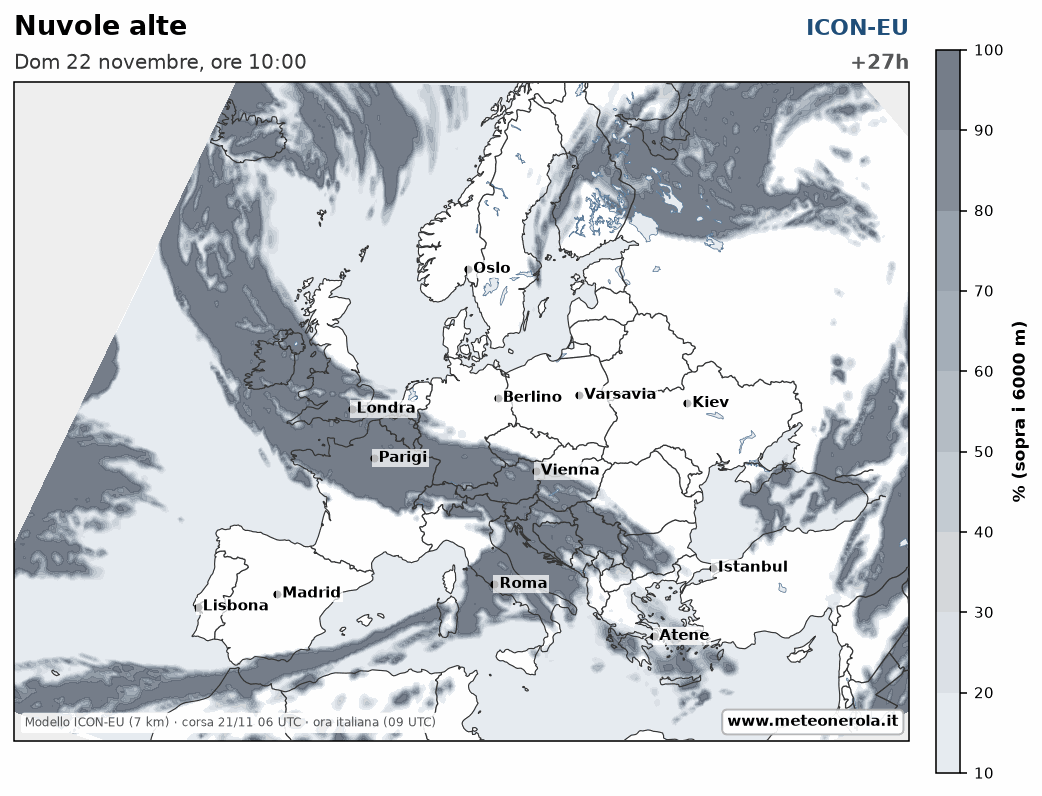 Nuvole alte
ICON-EU
Dom 22 novembre, ore 10:00
+27h
100
90
80
70
60
50
40
30
20
10
% (sopra i 6000 m)
Oslo
Londra
Berlino
Varsavia
Kiev
Parigi
Vienna
Istanbul
Roma
Madrid
Lisbona
Atene
Modello ICON-EU (7 km) · corsa 21/11 06 UTC · ora italiana (09 UTC)
www.meteonerola.it